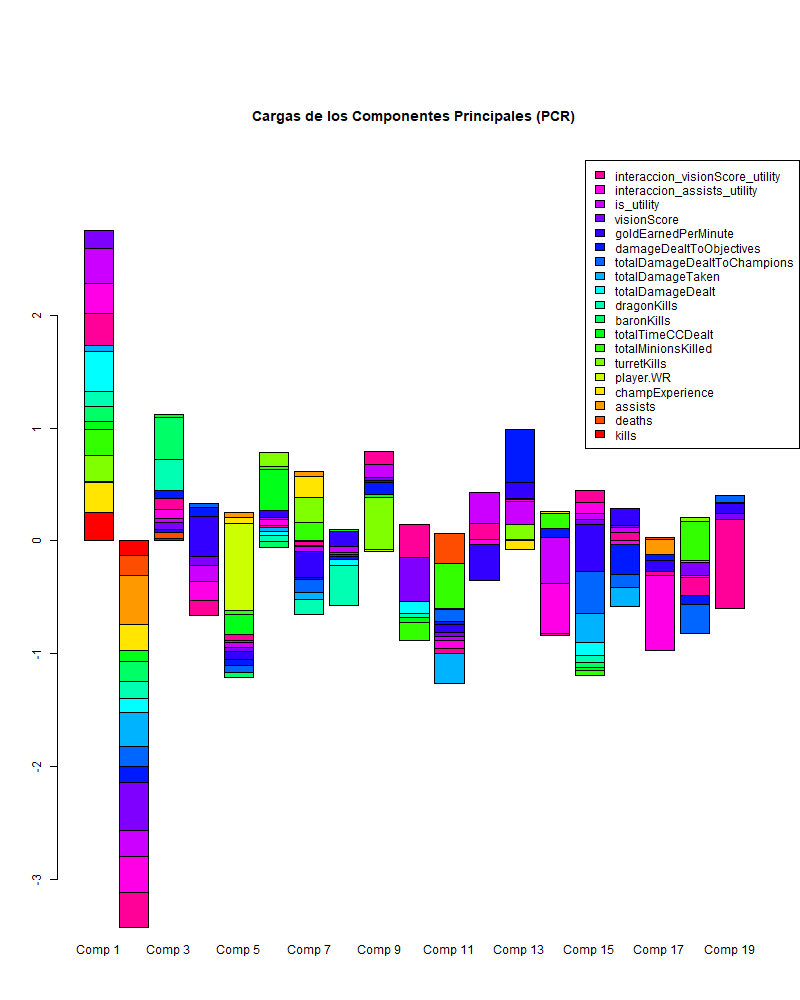 Cargas de los Componentes Principales (PCR)
interaccion_visionScore_utility
interaccion_assists_utility
is_utility
visionScore
goldEarnedPerMinute
damageDealtToObjectives
totalDamageDealtToChampions
totalDamageTaken
totalDamageDealt
dragonKills
baronKills
totalTimeCCDealt
totalMinionsKilled
turretKills
player.WR
champExperience
assists
deaths
kills
2
1
0
-1
-2
-3
Comp 1 Comp 3 Comp 5 Comp 7 Comp 9 Comp 11 Comp 13 Comp 15 Comp 17 Comp 19